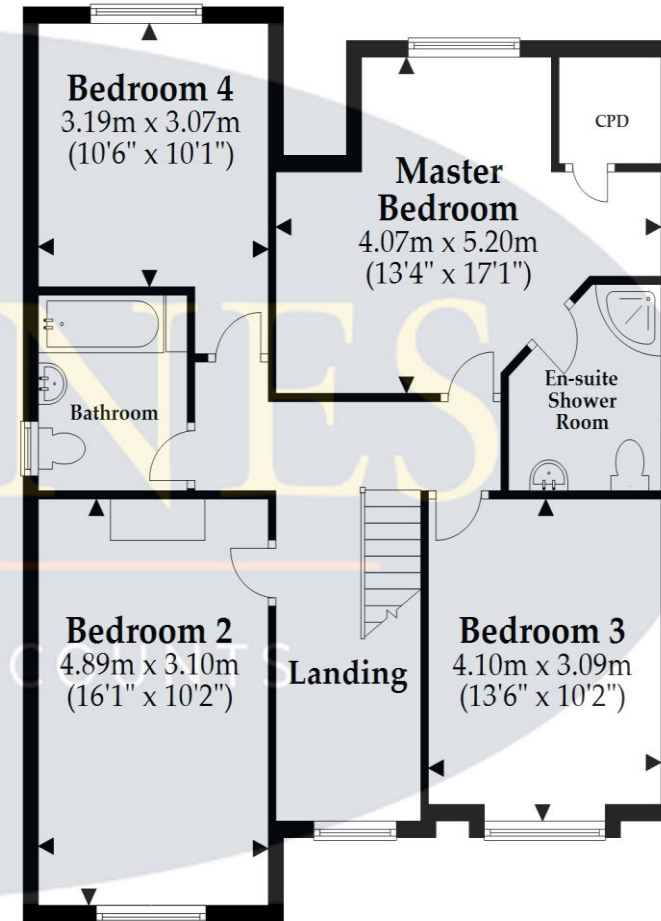 Bedroom 4
3.19m x 3.07m
(10'6" x 10'1")
CPD
Master
Bedroom
4.07m x 5.20m
(13'4" x 17'1")
En-suite
Shower
Room
Bathroom
NES
Bedroom 2
4.89m x 3.10m
(16'1" x 10'2")
COUNTS
Landing
Bedroom 3
4.10m x 3.09m
(13'6" x 10'2")